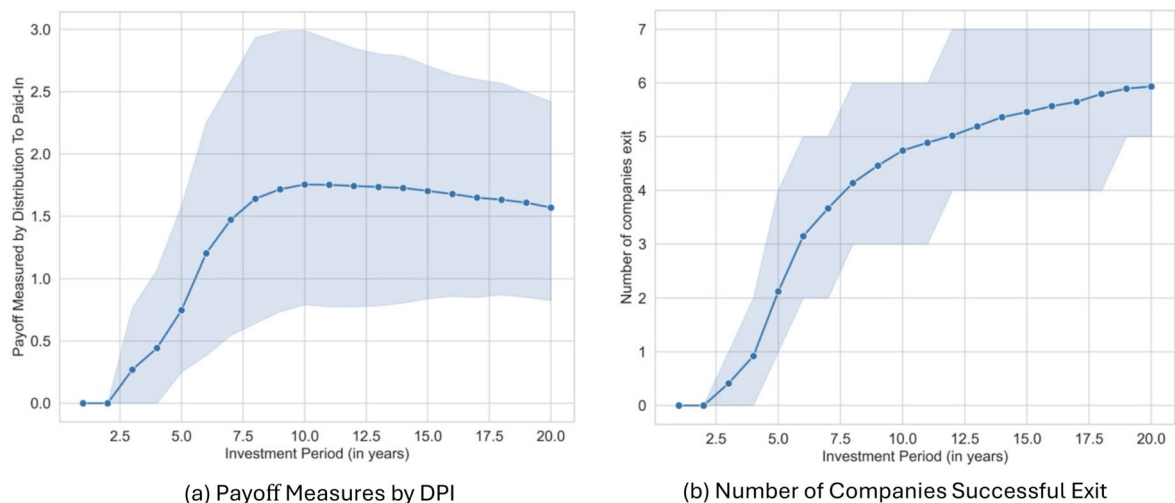 3.0
2.5
2.0
1.5
1.0
0.5
0.0
Payoff Measured by Distribution To Paid-In
2.5 5.0 7.5 10.0 12.5 15.0 17.5 20.0
Investment Period (in years)
(a) Payoff Measures by DPI
7
6
5
4
3
2
1
0
Number of companies exit
2.5 5.0 7.5 10.0 12.5 15.0 17.5 20.0
Investment Period (in years)
(b) Number of Companies Successful Exit